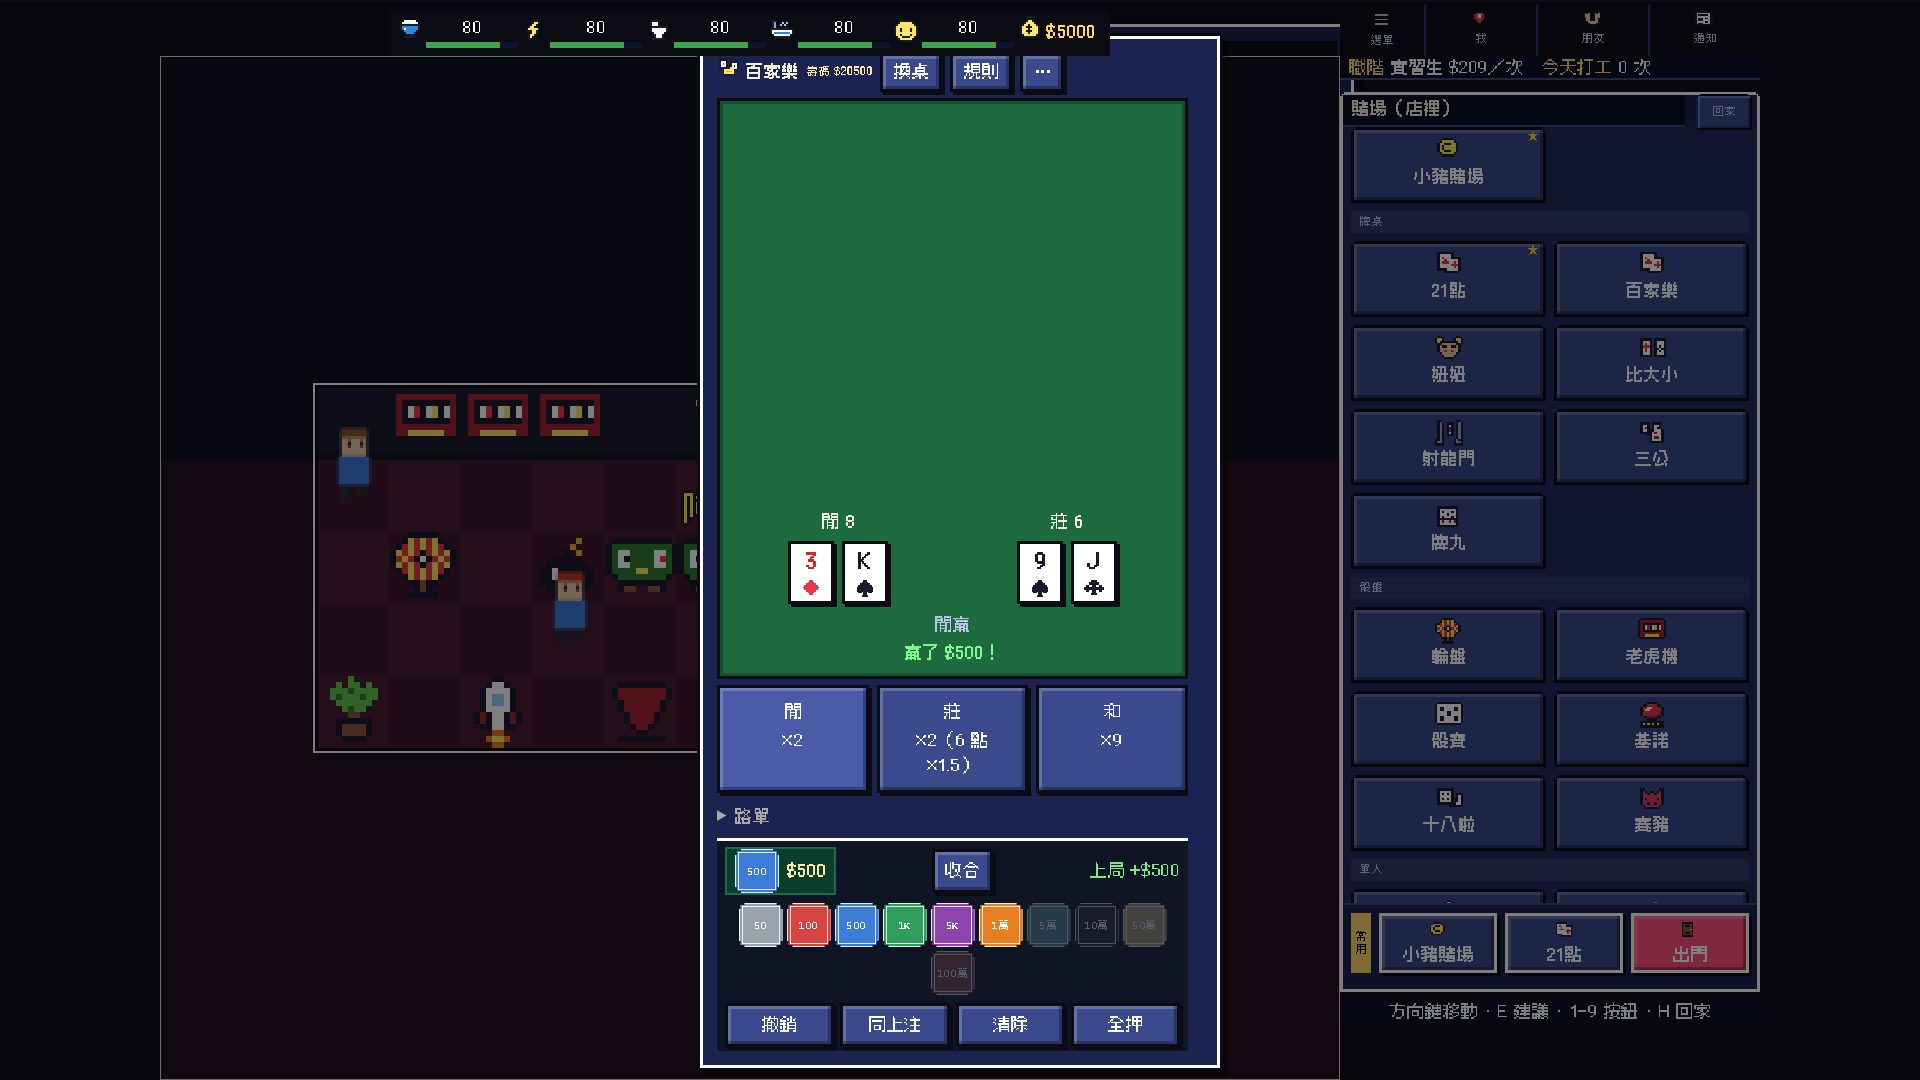 80 80 80 80 80 $5000
百家樂 籌碼 $20500 換桌 規則 ...
選單 我 朋友 通知
職階 實習生 $209／次 今天打工 0 次
賭場（店裡） 回家
小豬賭場
牌桌
21點 百家樂
妞妞 比大小
射龍門 三公
牌九
骰盤
輪盤 老虎機
骰寶 基諾
十八啦 賽豬
單人
常用 小豬賭場 21點 出門
方向鍵移動 · E 建議 · 1-9 按鈕 · H 回家
閒 8 莊 6
3 K 9 J
閒贏
贏了 $500！
閒 莊 和
×2 ×2（6 點 ×9
×1.5）
▶ 路單
500 $500 收合 上局 +$500
50 100 500 1K 5K 1萬 5萬 10萬 50萬
100萬
撤銷 同上注 清除 全押